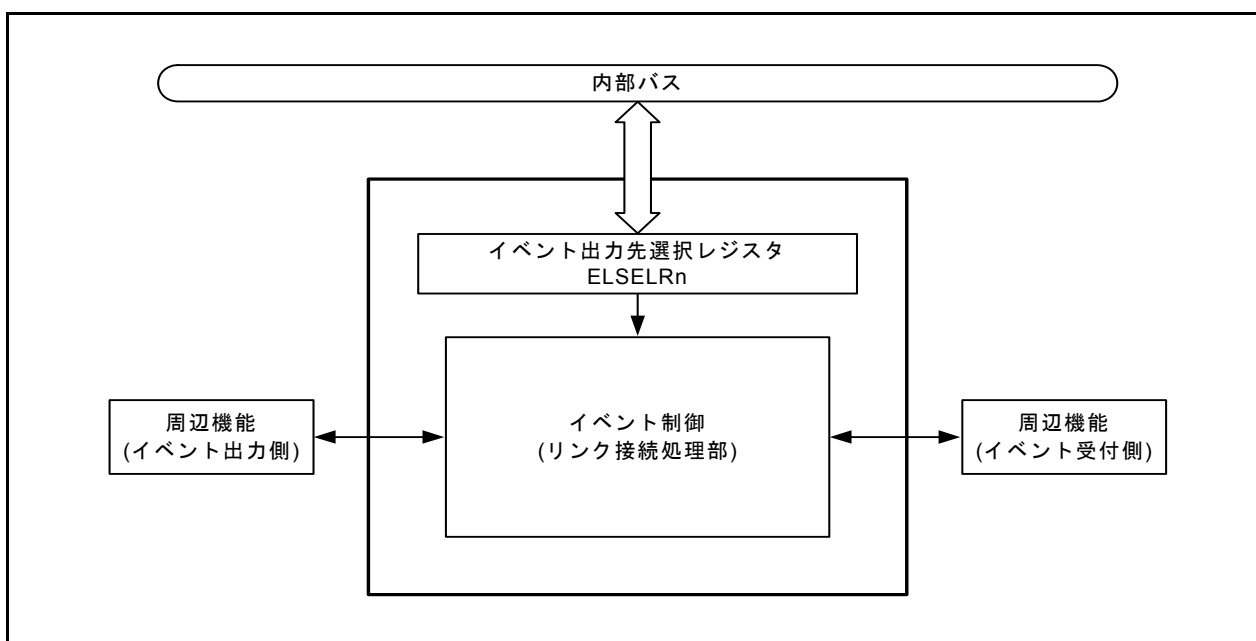 内部バス
イベント出力先選択レジスタ
ELSELRn
周辺機能
(イベント出力側)
イベント制御
(リンク接続処理部)
周辺機能
(イベント受付側)